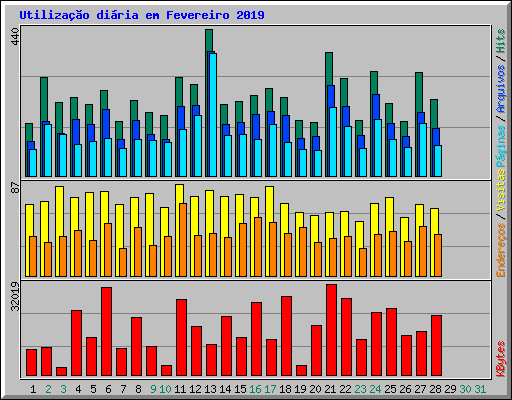 Utilização diária em Fevereiro 2019
440
Páginas / Arquivos / Hits
87
Endereços / Visitas
32019
KBytes
1 2 3 4 5 6 7 8 9 10 11 12 13 14 15 16 17 18 19 20 21 22 23 24 25 26 27 28 29 30 31